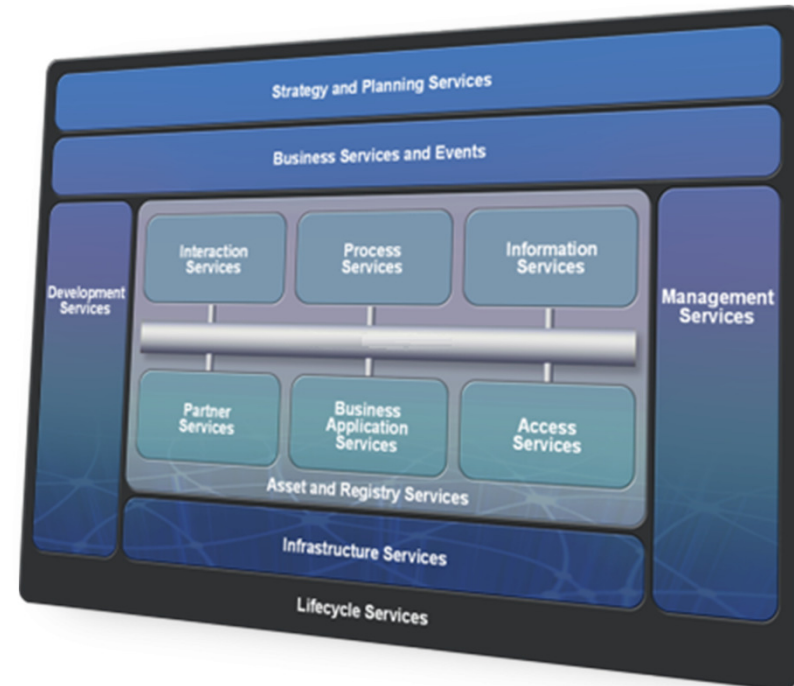 Strategy and Planning Services
Business Services and Events
Development
Services
Interaction
Services
Process
Services
Information
Services
Management
Services
Partner
Services
Business
Application
Services
Access
Services
Asset and Registry Services
Infrastructure Services
Lifecycle Services